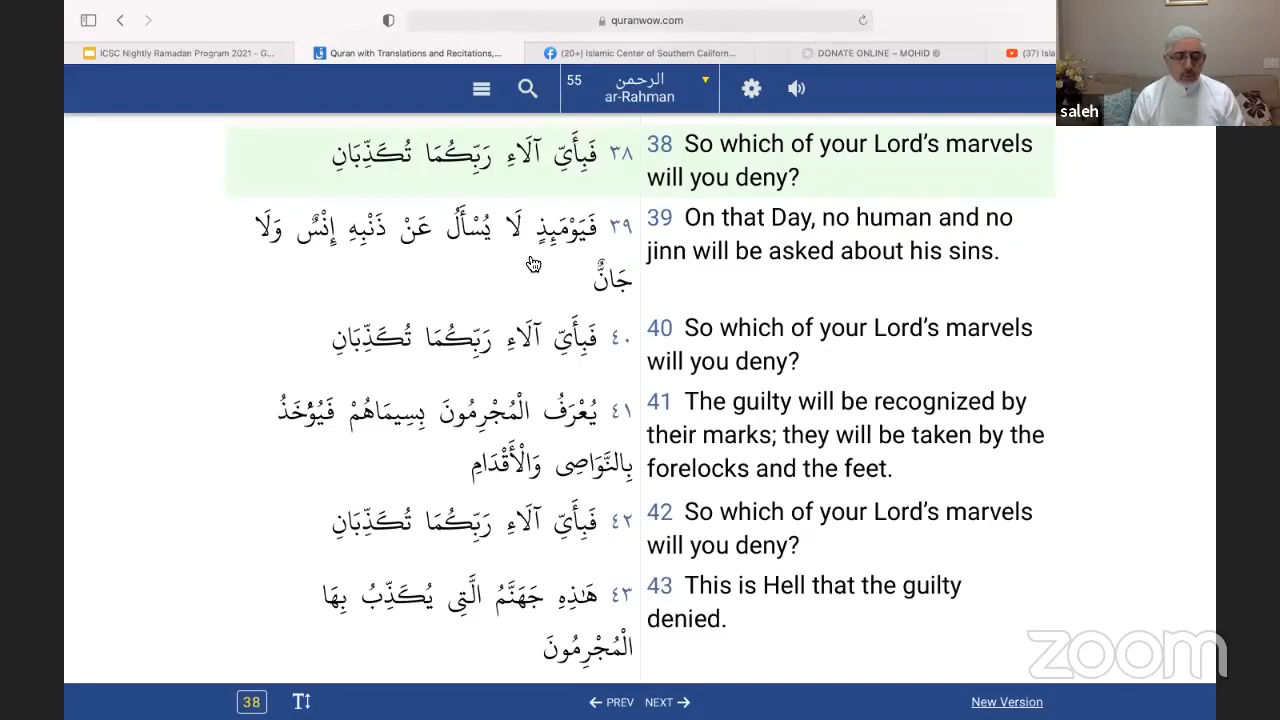 quranwow.com
ICSC Nightly Ramadan Program 2021 - G...
Quran with Translations and Recitations,...
(20+) Islamic Center of Southern Californ...
DONATE ONLINE ~ MOHID ®
(37) Isla
55
الرحمن
ar-Rahman
saleh
٣٨ فَبِأَيِّ آلَاءِ رَبِّكُمَا تُكَذِّبَانِ
38 So which of your Lord’s marvels
will you deny?
٣٩ فَيَوْمَئِذٍ لَا يُسْأَلُ عَنْ ذَنْبِهِ إِنْسٌ وَلَا
جَانٌّ
39 On that Day, no human and no
jinn will be asked about his sins.
٤٠ فَبِأَيِّ آلَاءِ رَبِّكُمَا تُكَذِّبَانِ
40 So which of your Lord’s marvels
will you deny?
٤١ يُعْرَفُ الْمُجْرِمُونَ بِسِيمَاهُمْ فَيُؤْخَذُ
بِالنَّوَاصِى وَالْأَقْدَامِ
41 The guilty will be recognized by
their marks; they will be taken by the
forelocks and the feet.
٤٢ فَبِأَيِّ آلَاءِ رَبِّكُمَا تُكَذِّبَانِ
42 So which of your Lord’s marvels
will you deny?
٤٣ هَٰذِهِ جَهَنَّمُ الَّتِى يُكَذِّبُ بِهَا
الْمُجْرِمُونَ
43 This is Hell that the guilty
denied.
zoom
38
PREV NEXT
New Version